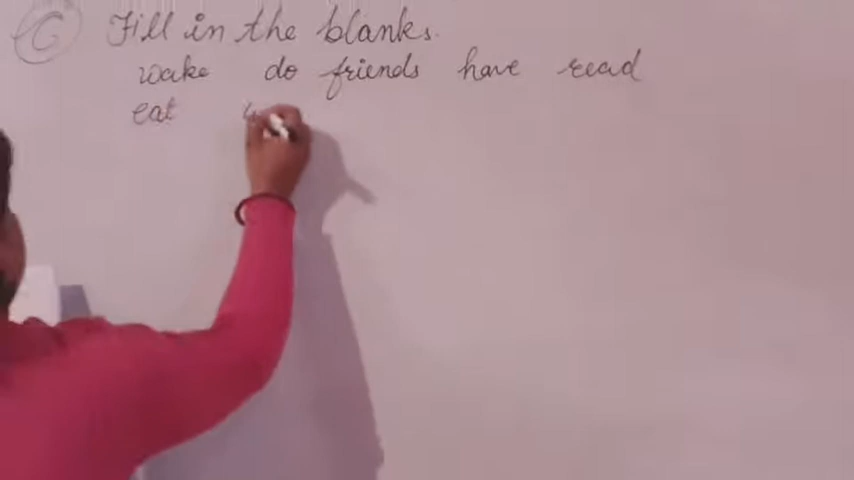 C Fill in the blanks.
wake do friends have read
eat